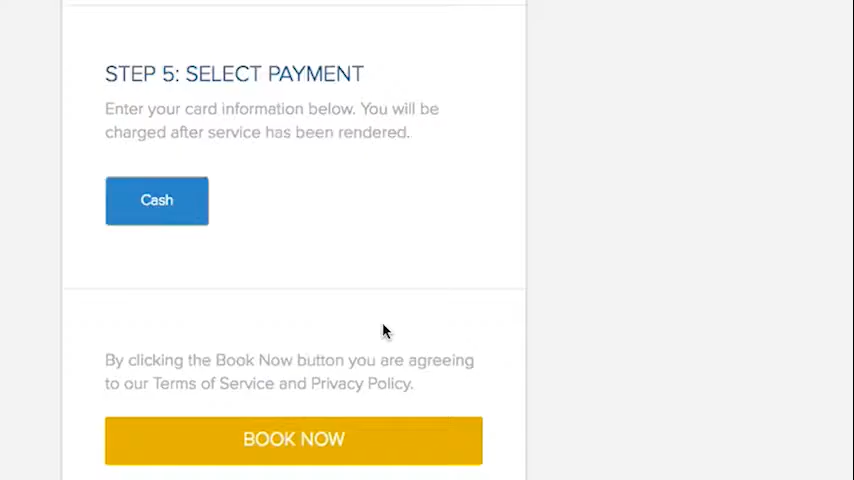 STEP 5: SELECT PAYMENT
Enter your card information below. You will be
charged after service has been rendered.
Cash
By clicking the Book Now button you are agreeing
to our Terms of Service and Privacy Policy.
BOOK NOW